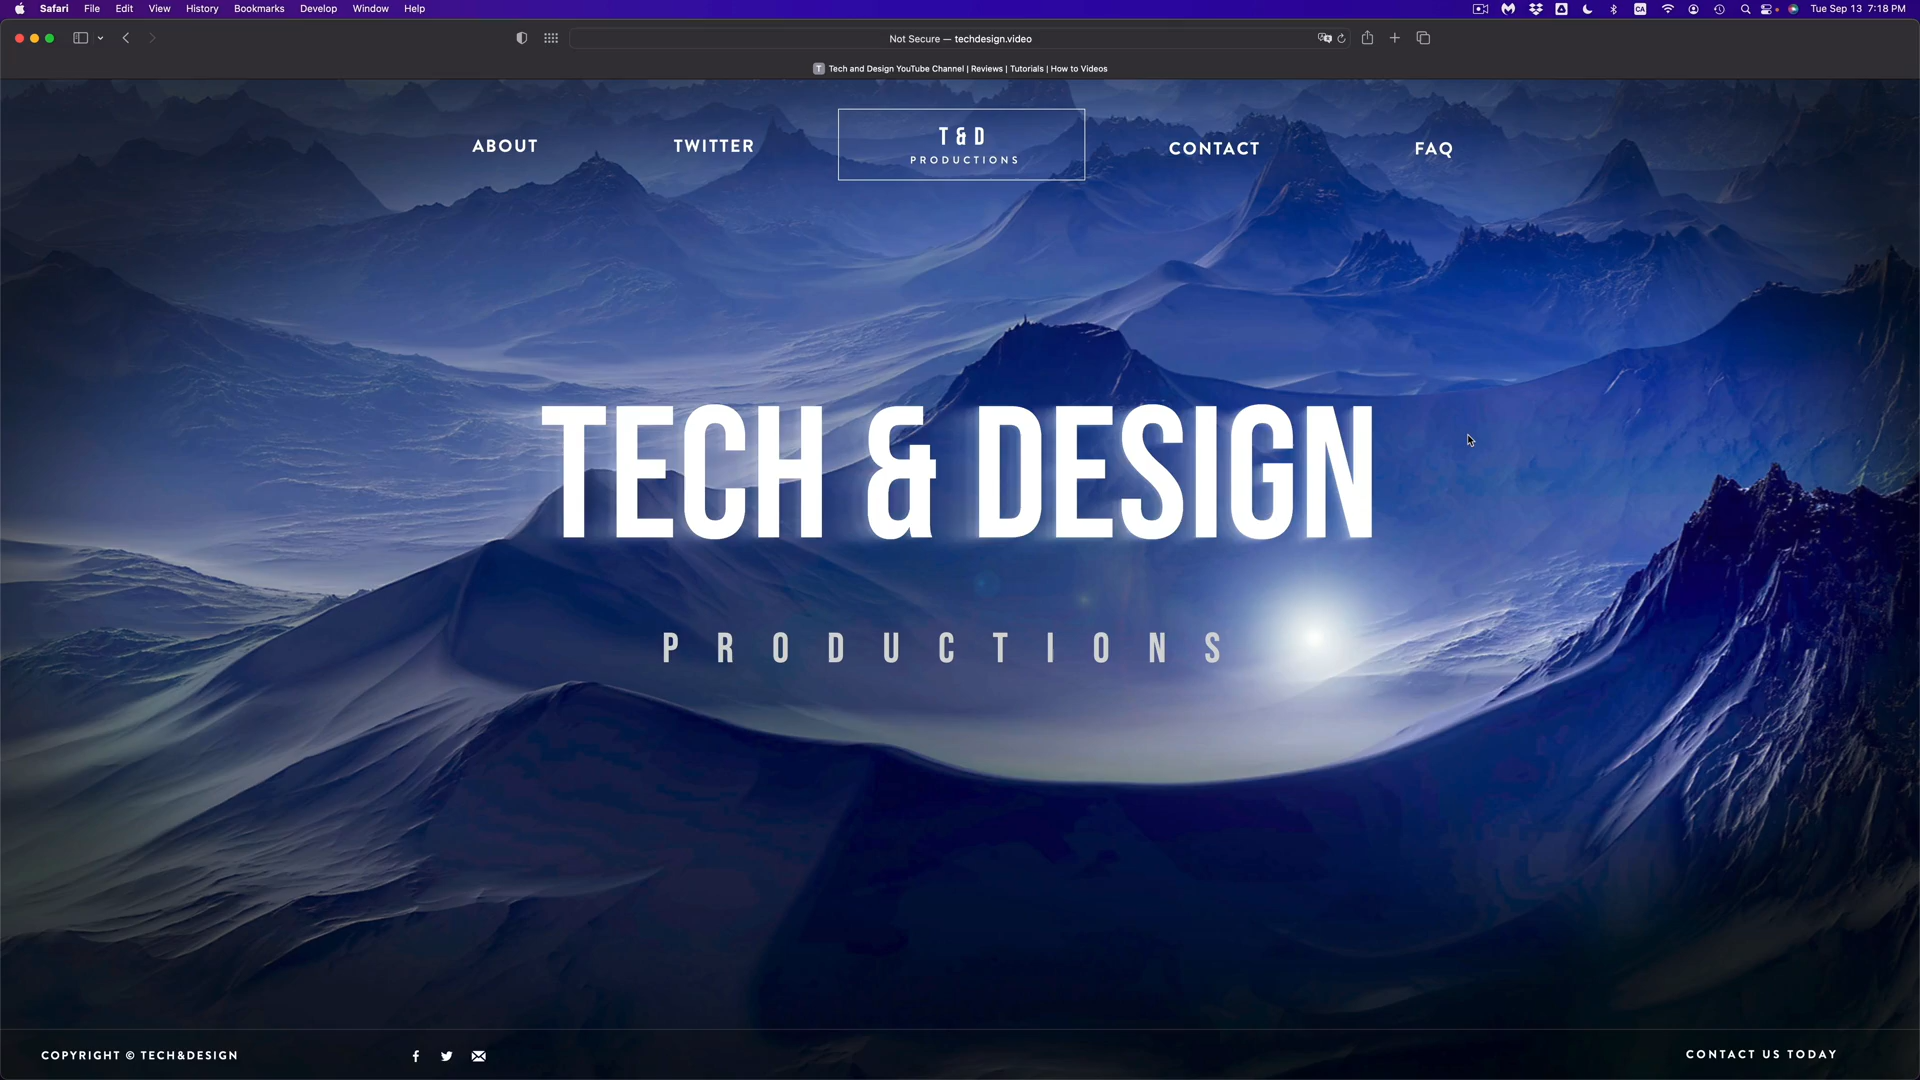 Safari File Edit View History Bookmarks Develop Window Help
CA
Tue Sep 13 7:18 PM
Not Secure — techdesign.video
T Tech and Design YouTube Channel | Reviews | Tutorials | How to Videos
ABOUT
TWITTER
T & D
PRODUCTIONS
CONTACT
FAQ
TECH & DESIGN
PRODUCTIONS
COPYRIGHT © TECH&DESIGN
CONTACT US TODAY